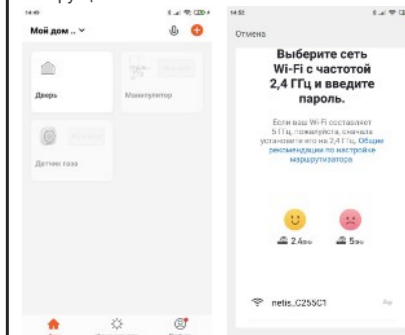 14:49
Мой дом ..
Дверь
Манипулятор
Датчик газа
14:52
Отмена
Выберите сеть
Wi-Fi с частотой
2,4 ГГц и введите
пароль.
Если ваш Wi-Fi составляет
5 ГГц, пожалуйста, сначала
установите его на 2,4 ГГц. Общие
рекомендации по настройке
маршрутизатора
2.4
5
netis_C255C1